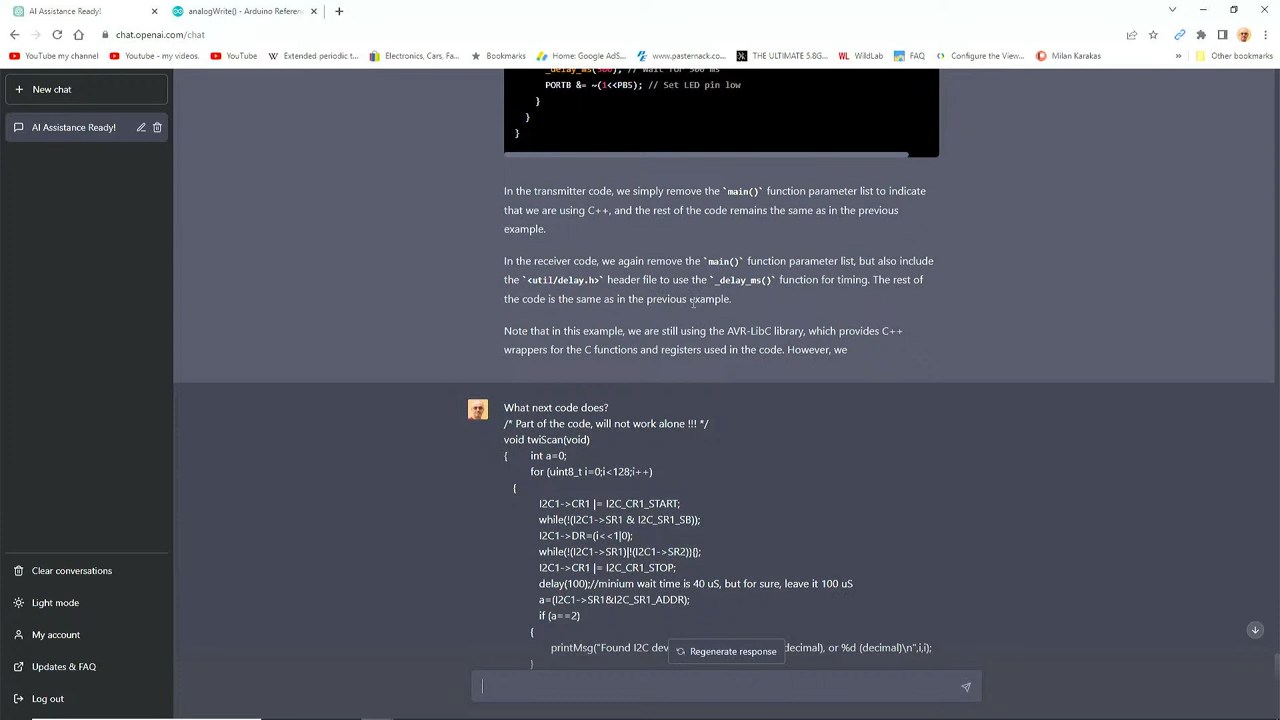 AI Assistance Ready!
analogWrite() - Arduino Referenc
chat.openai.com/chat
YouTube my channel
Youtube - my videos.
YouTube
Extended periodic t
Electronics, Cars, Fa
Bookmarks
Home: Google AdS
www.pasternack.co
THE ULTIMATE 5.8G
WL WildLab
FAQ
Configure the View
Milan Karakas
Other bookmarks
New chat
AI Assistance Ready!
_delay_ms(500); // Wait for 500 ms
PORTB &= ~(1<<PB5); // Set LED pin low
}
}
}
In the transmitter code, we simply remove the `main()` function parameter list to indicate
that we are using C++, and the rest of the code remains the same as in the previous
example.
In the receiver code, we again remove the `main()` function parameter list, but also include
the `<util/delay.h>` header file to use the `_delay_ms()` function for timing. The rest of
the code is the same as in the previous example.
Note that in this example, we are still using the AVR-LibC library, which provides C++
wrappers for the C functions and registers used in the code. However, we
What next code does?
/* Part of the code, will not work alone !!! */
void twiScan(void)
{ int a=0;
for (uint8_t i=0;i<128;i++)
{
I2C1->CR1 |= I2C_CR1_START;
while(!(I2C1->SR1 & I2C_SR1_SB));
I2C1->DR=(i<<1|0);
while(!(I2C1->SR1)|!(I2C1->SR2)){};
I2C1->CR1 |= I2C_CR1_STOP;
delay(100);//minium wait time is 40 uS, but for sure, leave it 100 uS
a=(I2C1->SR1&I2C_SR1_ADDR);
if (a==2)
{
printMsg("Found I2C dev decimal), or %d (decimal)\n",i,i);
}
Regenerate response
Clear conversations
Light mode
My account
Updates & FAQ
Log out